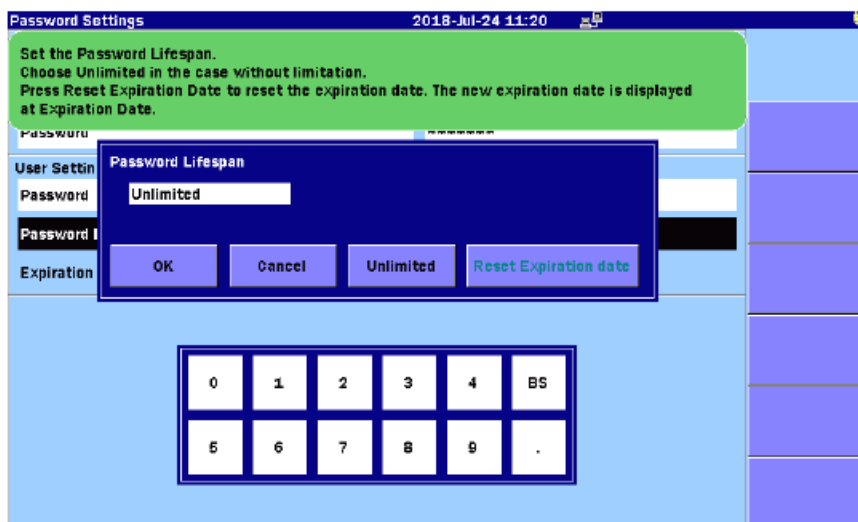 Password Settings 2018-Jul-24 11:20
Set the Password Lifespan.
Choose Unlimited in the case without limitation.
Press Reset Expiration Date to reset the expiration date. The new expiration date is displayed
at Expiration Date.
Password *******
User Settin
Password Lifespan
Password Unlimited
Password
Expiration OK Cancel Unlimited Reset Expiration date
0 1 2 3 4 BS
5 6 7 8 9 .